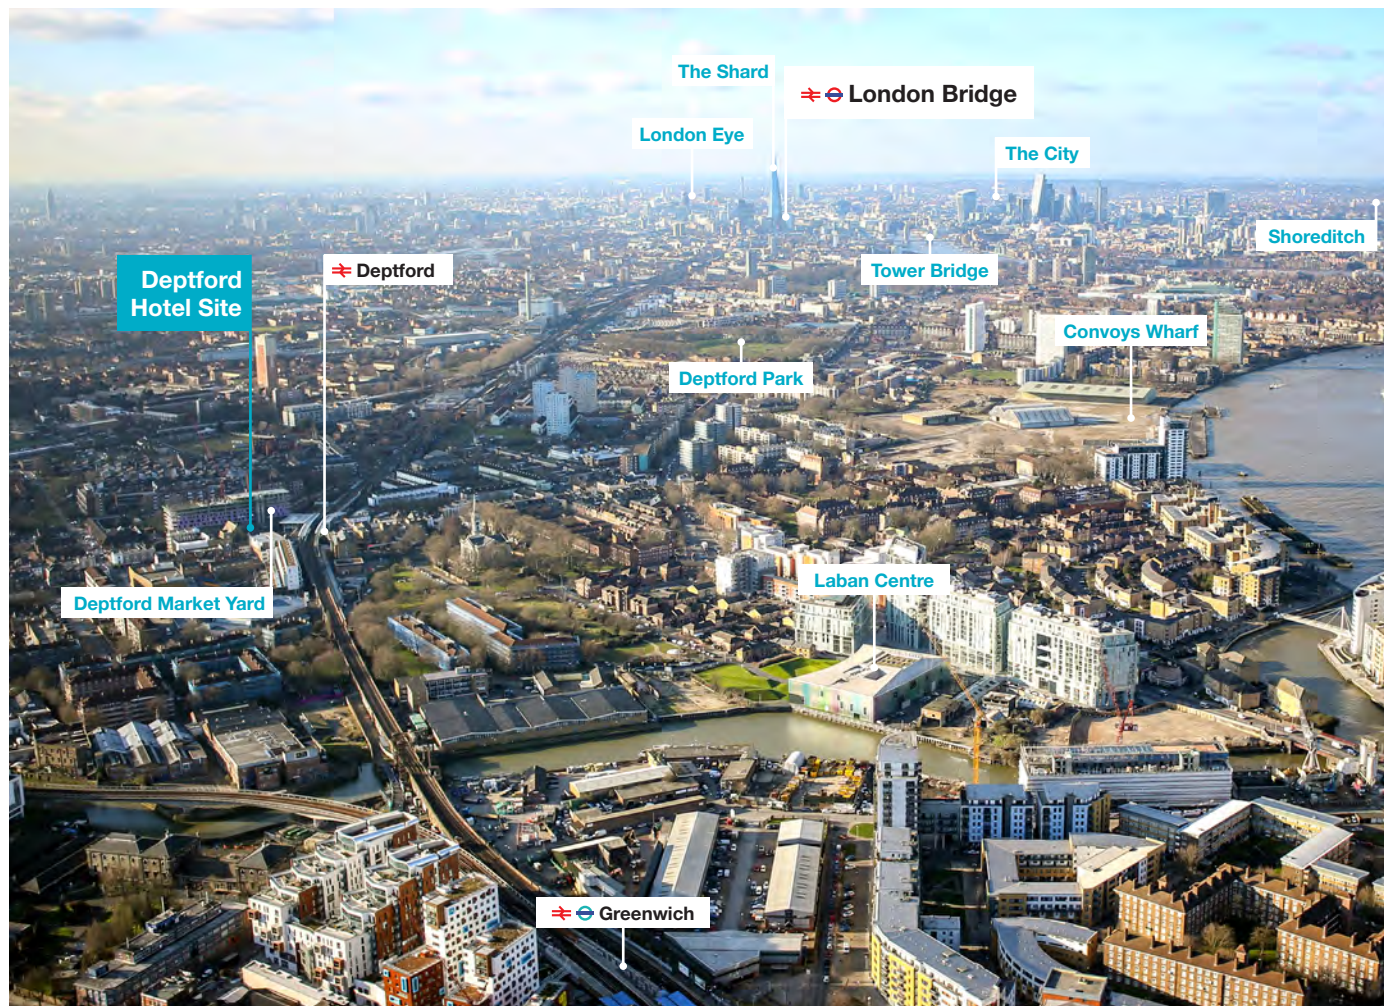 The Shard
London Bridge
London Eye
The City
Shoreditch
Deptford
Hotel Site
Deptford
Tower Bridge
Convoys Wharf
Deptford Park
Laban Centre
Deptford Market Yard
Greenwich